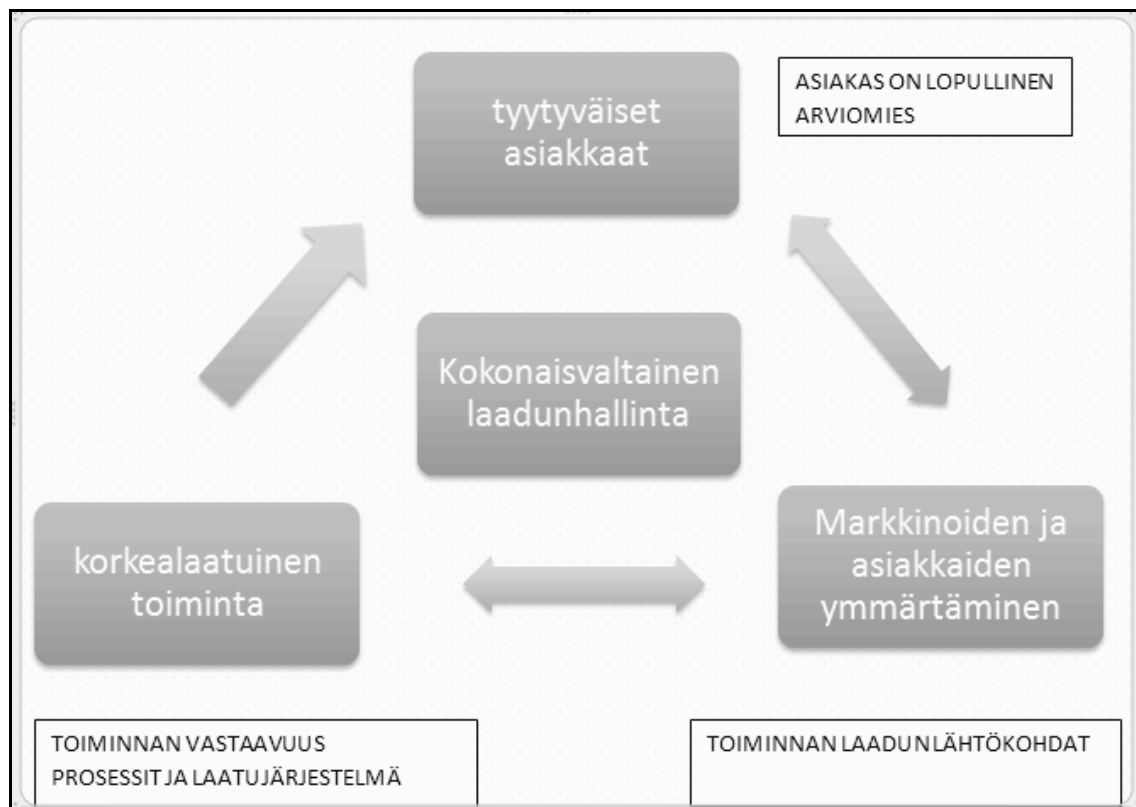 tyytyväiset
asiakkaat
ASIAKAS ON LOPULLINEN
ARVIOMIES
Kokonaisvaltainen
laadunhallinta
korkealaatuinen
toiminta
Markkinoiden ja
asiakkaiden
ymmärtäminen
TOIMINNAN VASTAAVUUS
PROSESSIT JA LAATUJÄRJESTELMÄ
TOIMINNAN LAADUN LÄHTÖKOHDAT